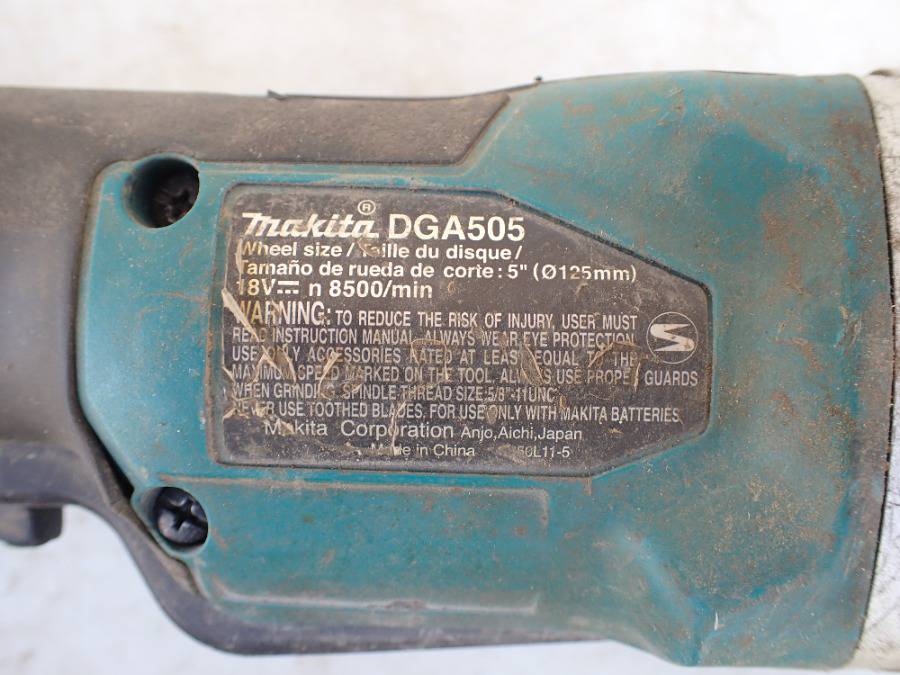 makita® DGA505
Wheel size / Taille du disque /
Tamaño de rueda de corte : 5" (Ø125mm)
18V⎓ n 8500/min
WARNING: TO REDUCE THE RISK OF INJURY, USER MUST
READ INSTRUCTION MANUAL. ALWAYS WEAR EYE PROTECTION.
USE ONLY ACCESSORIES RATED AT LEAST EQUAL TO THE
MAXIMUM SPEED MARKED ON THE TOOL. ALWAYS USE PROPER GUARDS
WHEN GRINDING. SPINDLE THREAD SIZE:5/8"-11UNC
NEVER USE TOOTHED BLADES. FOR USE ONLY WITH MAKITA BATTERIES.
Makita Corporation Anjo,Aichi,Japan
Made in China